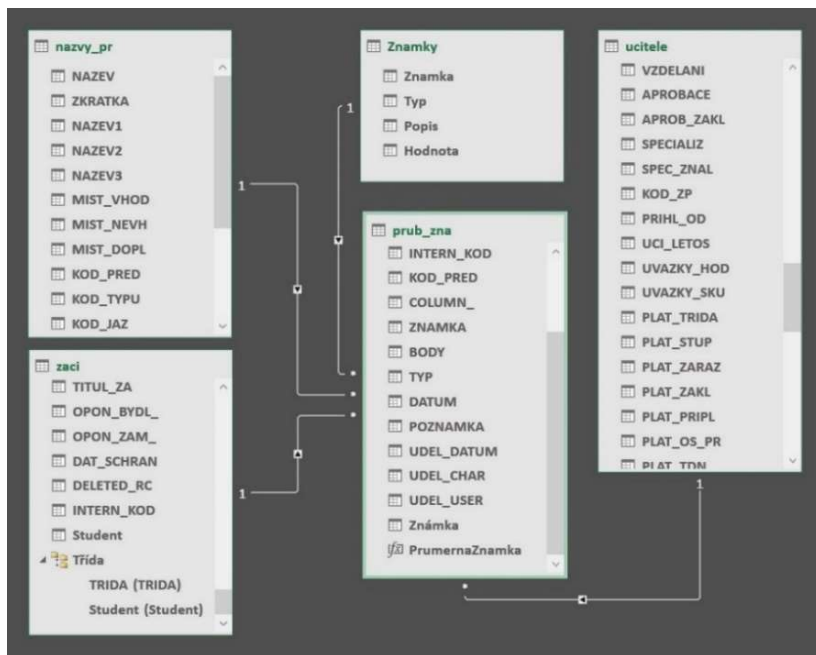 nazvy_pr
NAZEV
ZKRATKA
NAZEV1
NAZEV2
NAZEV3
MIST_VHOD
MIST_NEVH
MIST_DOPL
KOD_PRED
KOD_TYPU
KOD_JAZ
Znamky
Znamka
Typ
Popis
Hodnota
ucitele
VZDELANI
APROBACE
APROB_ZAKL
SPECIALIZ
SPEC_ZNAL
KOD_ZP
PRIHL_OD
UCI_LETOS
UVAZKY_HOD
UVAZKY_SKU
PLAT_TRIDA
PLAT_STUP
PLAT_ZARAZ
PLAT_ZAKL
PLAT_PRIPL
PLAT_OS_PR
PLAT_TDN
zaci
TITUL_ZA
OPON_BYDL_
OPON_ZAM_
DAT_SCHRAN
DELETED_RC
INTERN_KOD
Student
Třída
TRIDA (TRIDA)
Student (Student)
prub_zna
INTERN_KOD
KOD_PRED
COLUMN_
ZNAMKA
BODY
TYP
DATUM
POZNAMKA
UDEL_DATUM
UDEL_CHAR
UDEL_USER
Známka
fx PrumernaZnamka
1
1
1
1
*
*
*
*